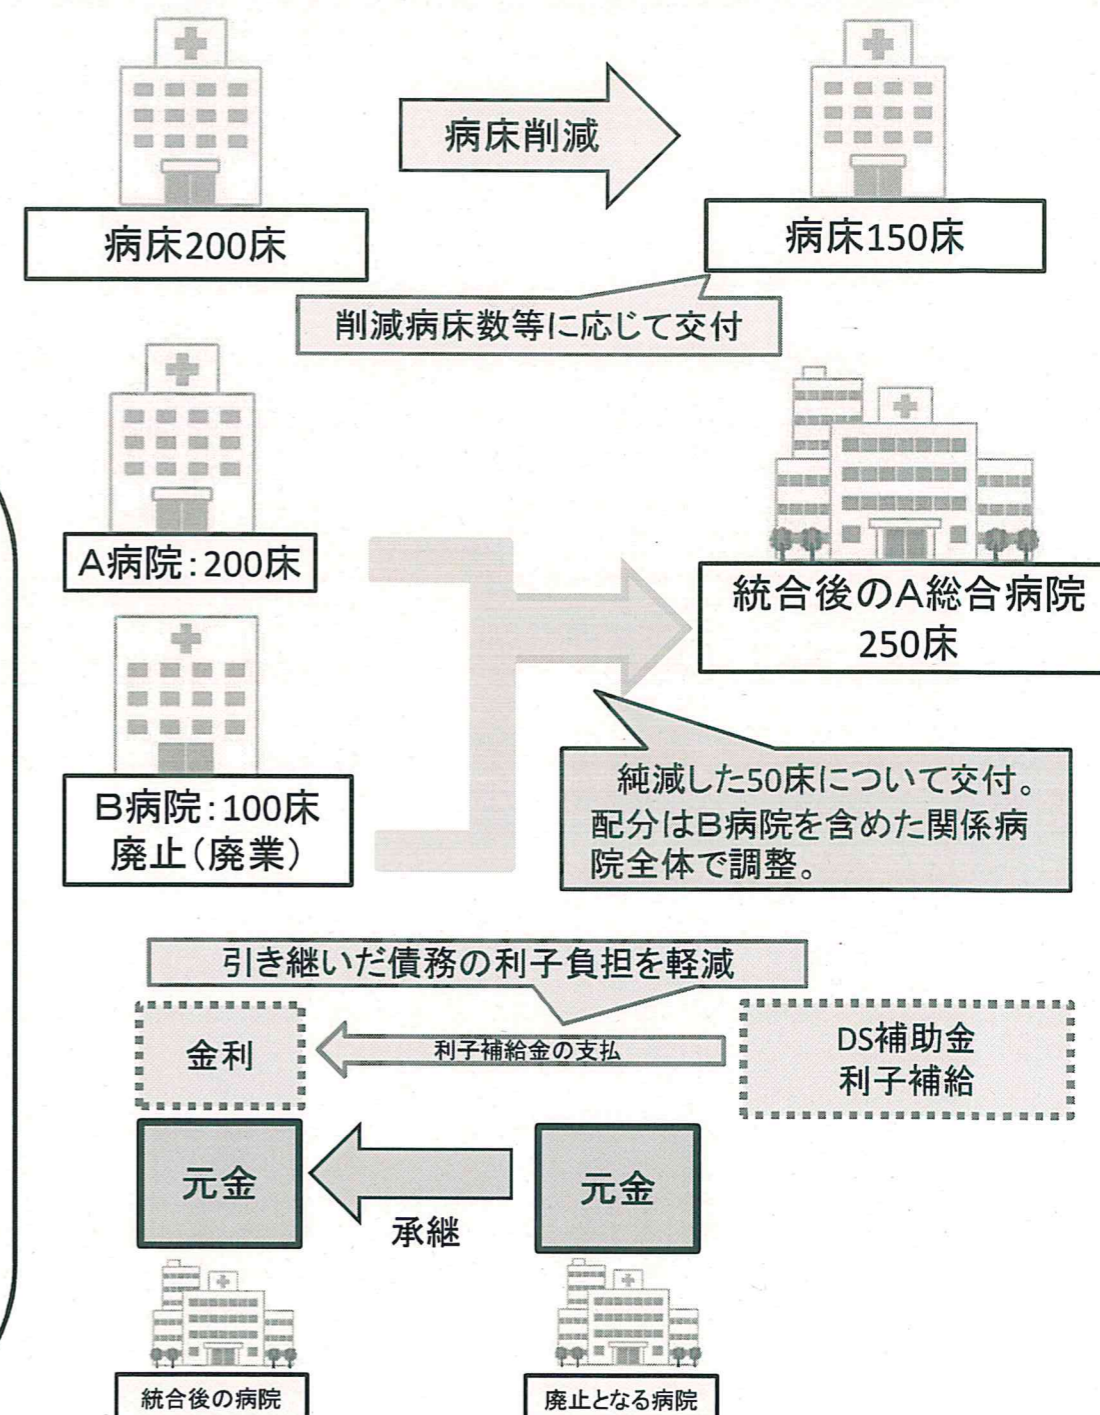 病床削減
病床200床
病床150床
削減病床数等に応じて交付
A病院：200床
統合後のA総合病院
250床
B病院：100床
廃止（廃業）
純減した50床について交付。
配分はB病院を含めた関係病
院全体で調整。
引き継いだ債務の利子負担を軽減
金利
利子補給金の支払
DS補助金
利子補給
元金
承継
元金
統合後の病院
廃止となる病院